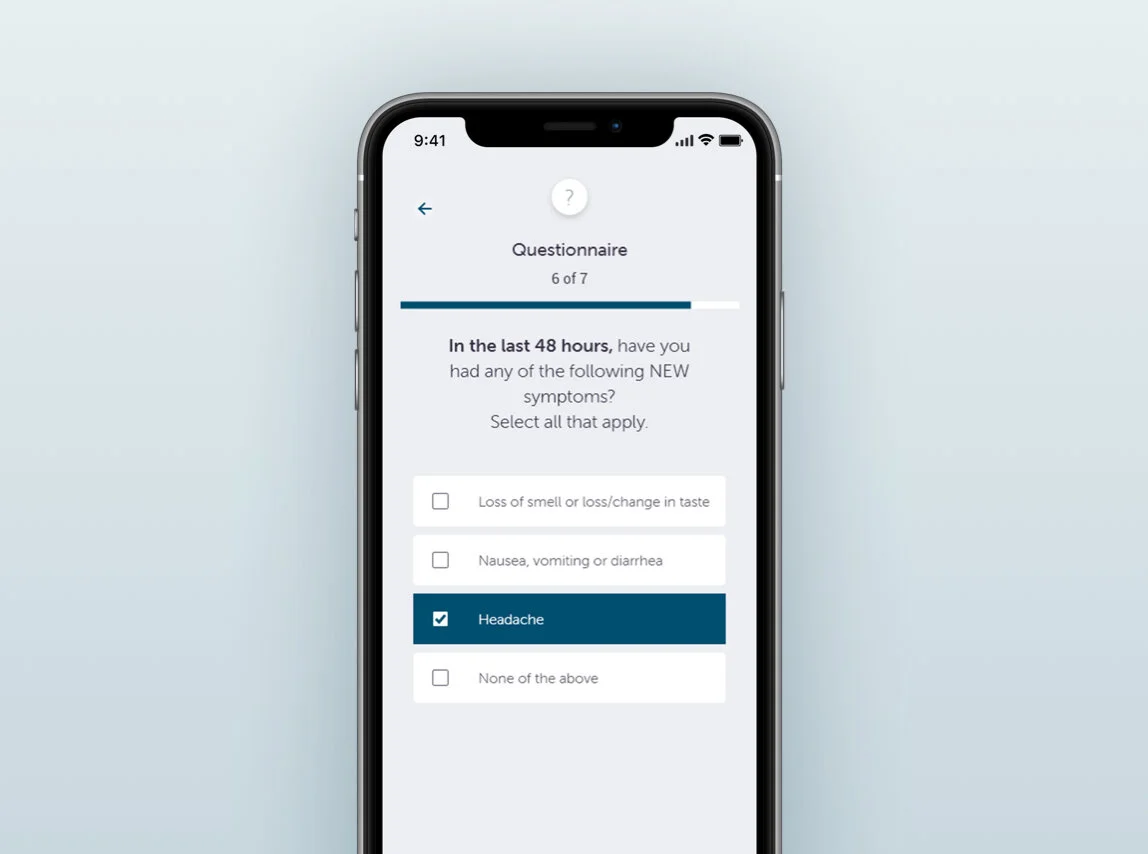 9:41
?
Questionnaire
6 of 7
In the last 48 hours, have you
had any of the following NEW
symptoms?
Select all that apply.
Loss of smell or loss/change in taste
Nausea, vomiting or diarrhea
Headache
None of the above